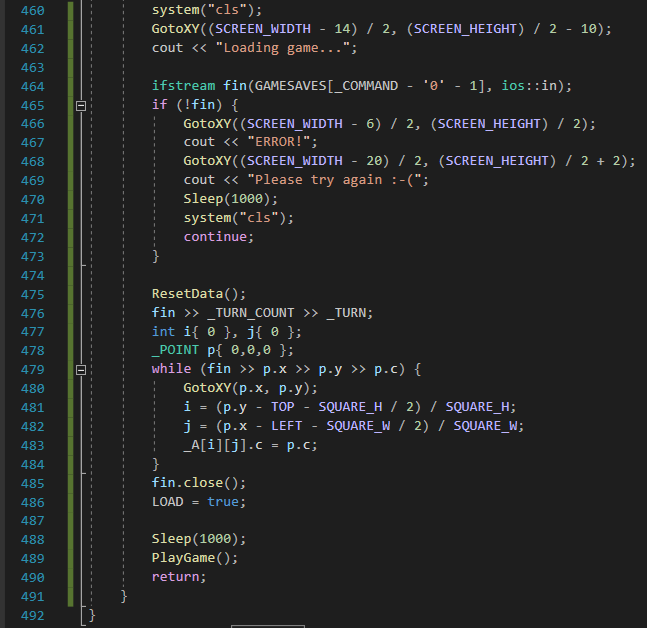 460 system("cls");
461 GotoXY((SCREEN_WIDTH - 14) / 2, (SCREEN_HEIGHT) / 2 - 10);
462 cout << "Loading game...";
463
464 ifstream fin(GAMESAVES[_COMMAND - '0' - 1], ios::in);
465 if (!fin) {
466 GotoXY((SCREEN_WIDTH - 6) / 2, (SCREEN_HEIGHT) / 2);
467 cout << "ERROR!";
468 GotoXY((SCREEN_WIDTH - 20) / 2, (SCREEN_HEIGHT) / 2 + 2);
469 cout << "Please try again :-(";
470 Sleep(1000);
471 system("cls");
472 continue;
473 }
474
475 ResetData();
476 fin >> _TURN_COUNT >> _TURN;
477 int i{ 0 }, j{ 0 };
478 _POINT p{ 0,0,0 };
479 while (fin >> p.x >> p.y >> p.c) {
480 GotoXY(p.x, p.y);
481 i = (p.y - TOP - SQUARE_H / 2) / SQUARE_H;
482 j = (p.x - LEFT - SQUARE_W / 2) / SQUARE_W;
483 _A[i][j].c = p.c;
484 }
485 fin.close();
486 LOAD = true;
487
488 Sleep(1000);
489 PlayGame();
490 return;
491 }
492 }